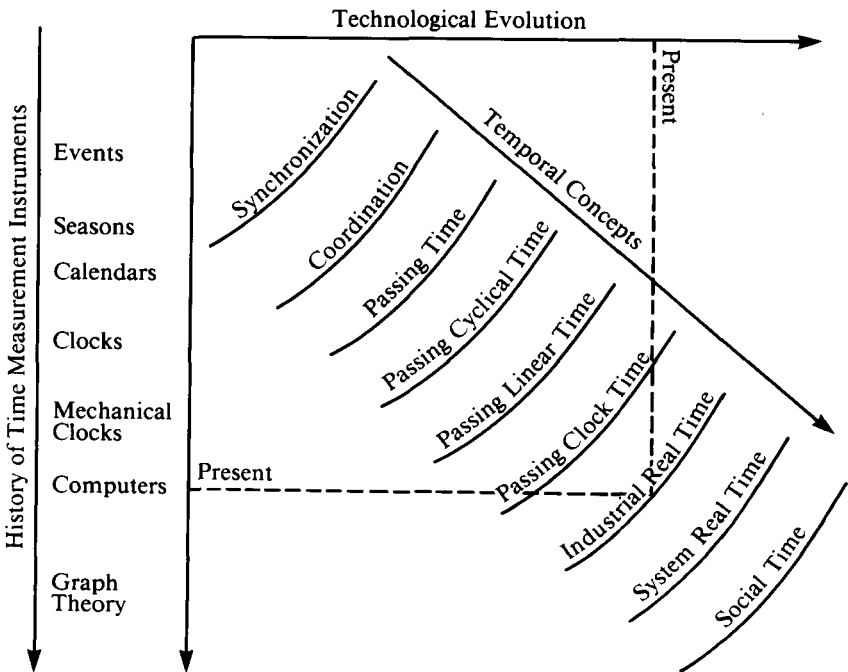 Technological Evolution
History of Time Measurement Instruments
Events
Seasons
Calendars
Clocks
Mechanical
Clocks
Computers
Graph
Theory
Present
Present
Temporal Concepts
Synchronization
Coordination
Passing Time
Passing Cyclical Time
Passing Linear Time
Passing Clock Time
Industrial Real Time
System Real Time
Social Time